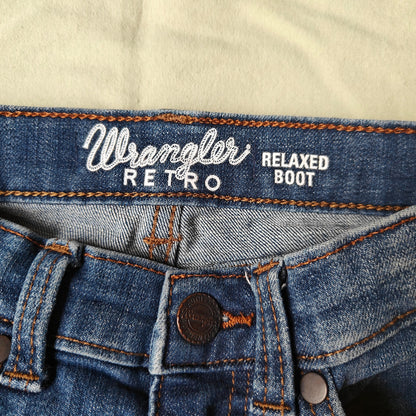 Wrangler
RETRO
RELAXED
BOOT